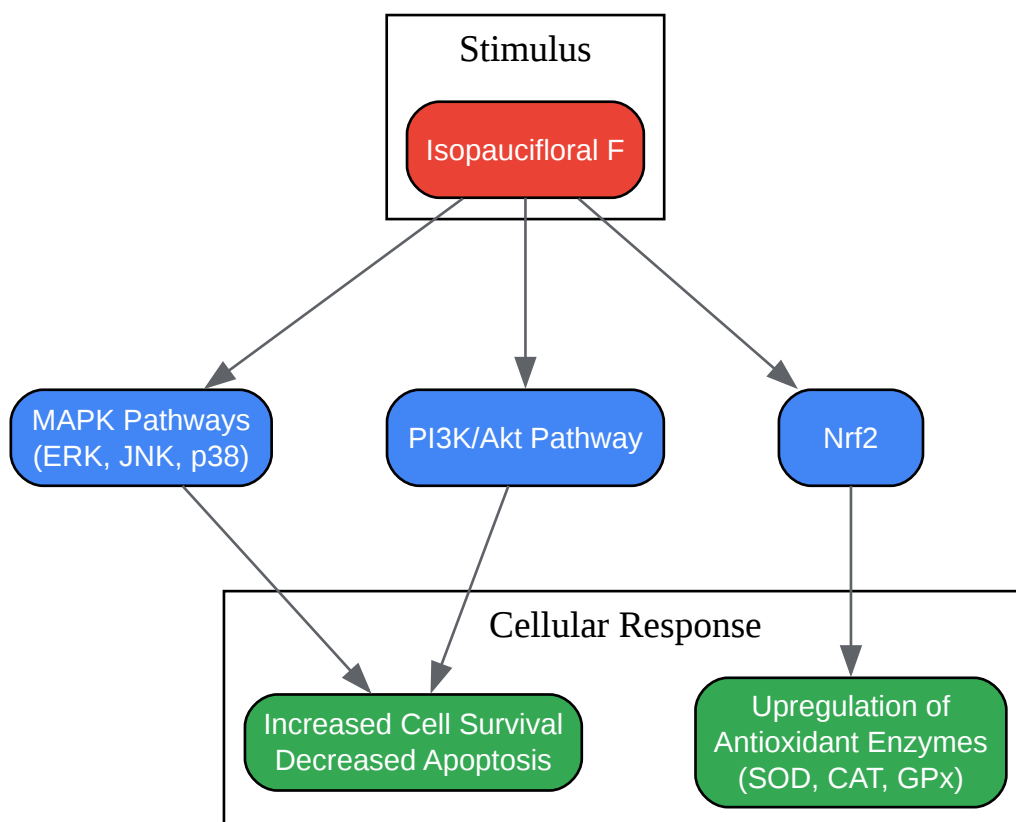 Stimulus
Isopaucifloral F
MAPK Pathways
(ERK, JNK, p38)
PI3K/Akt Pathway
Nrf2
Cellular Response
Increased Cell Survival
Decreased Apoptosis
Upregulation of
Antioxidant Enzymes
(SOD, CAT, GPx)